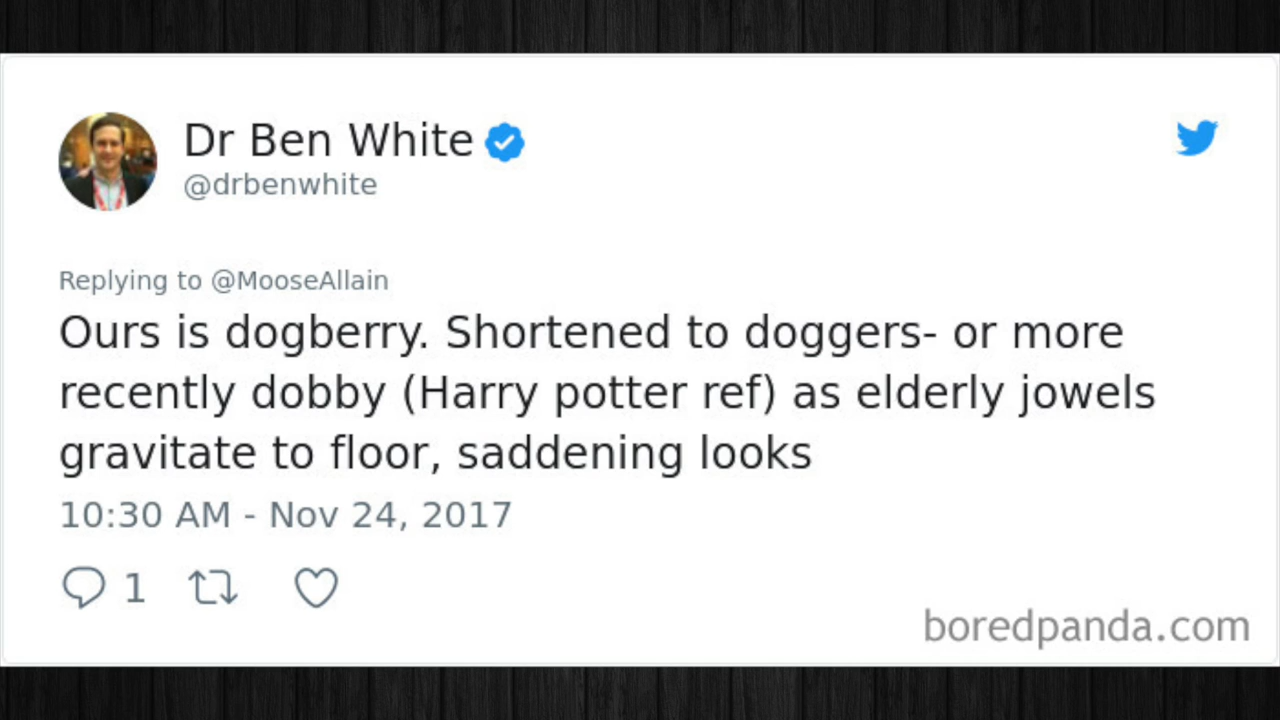 Dr Ben White
@drbenwhite
Replying to @MooseAllain
Ours is dogberry. Shortened to doggers- or more
recently dobby (Harry potter ref) as elderly jowels
gravitate to floor, saddening looks
10:30 AM - Nov 24, 2017
1
boredpanda.com